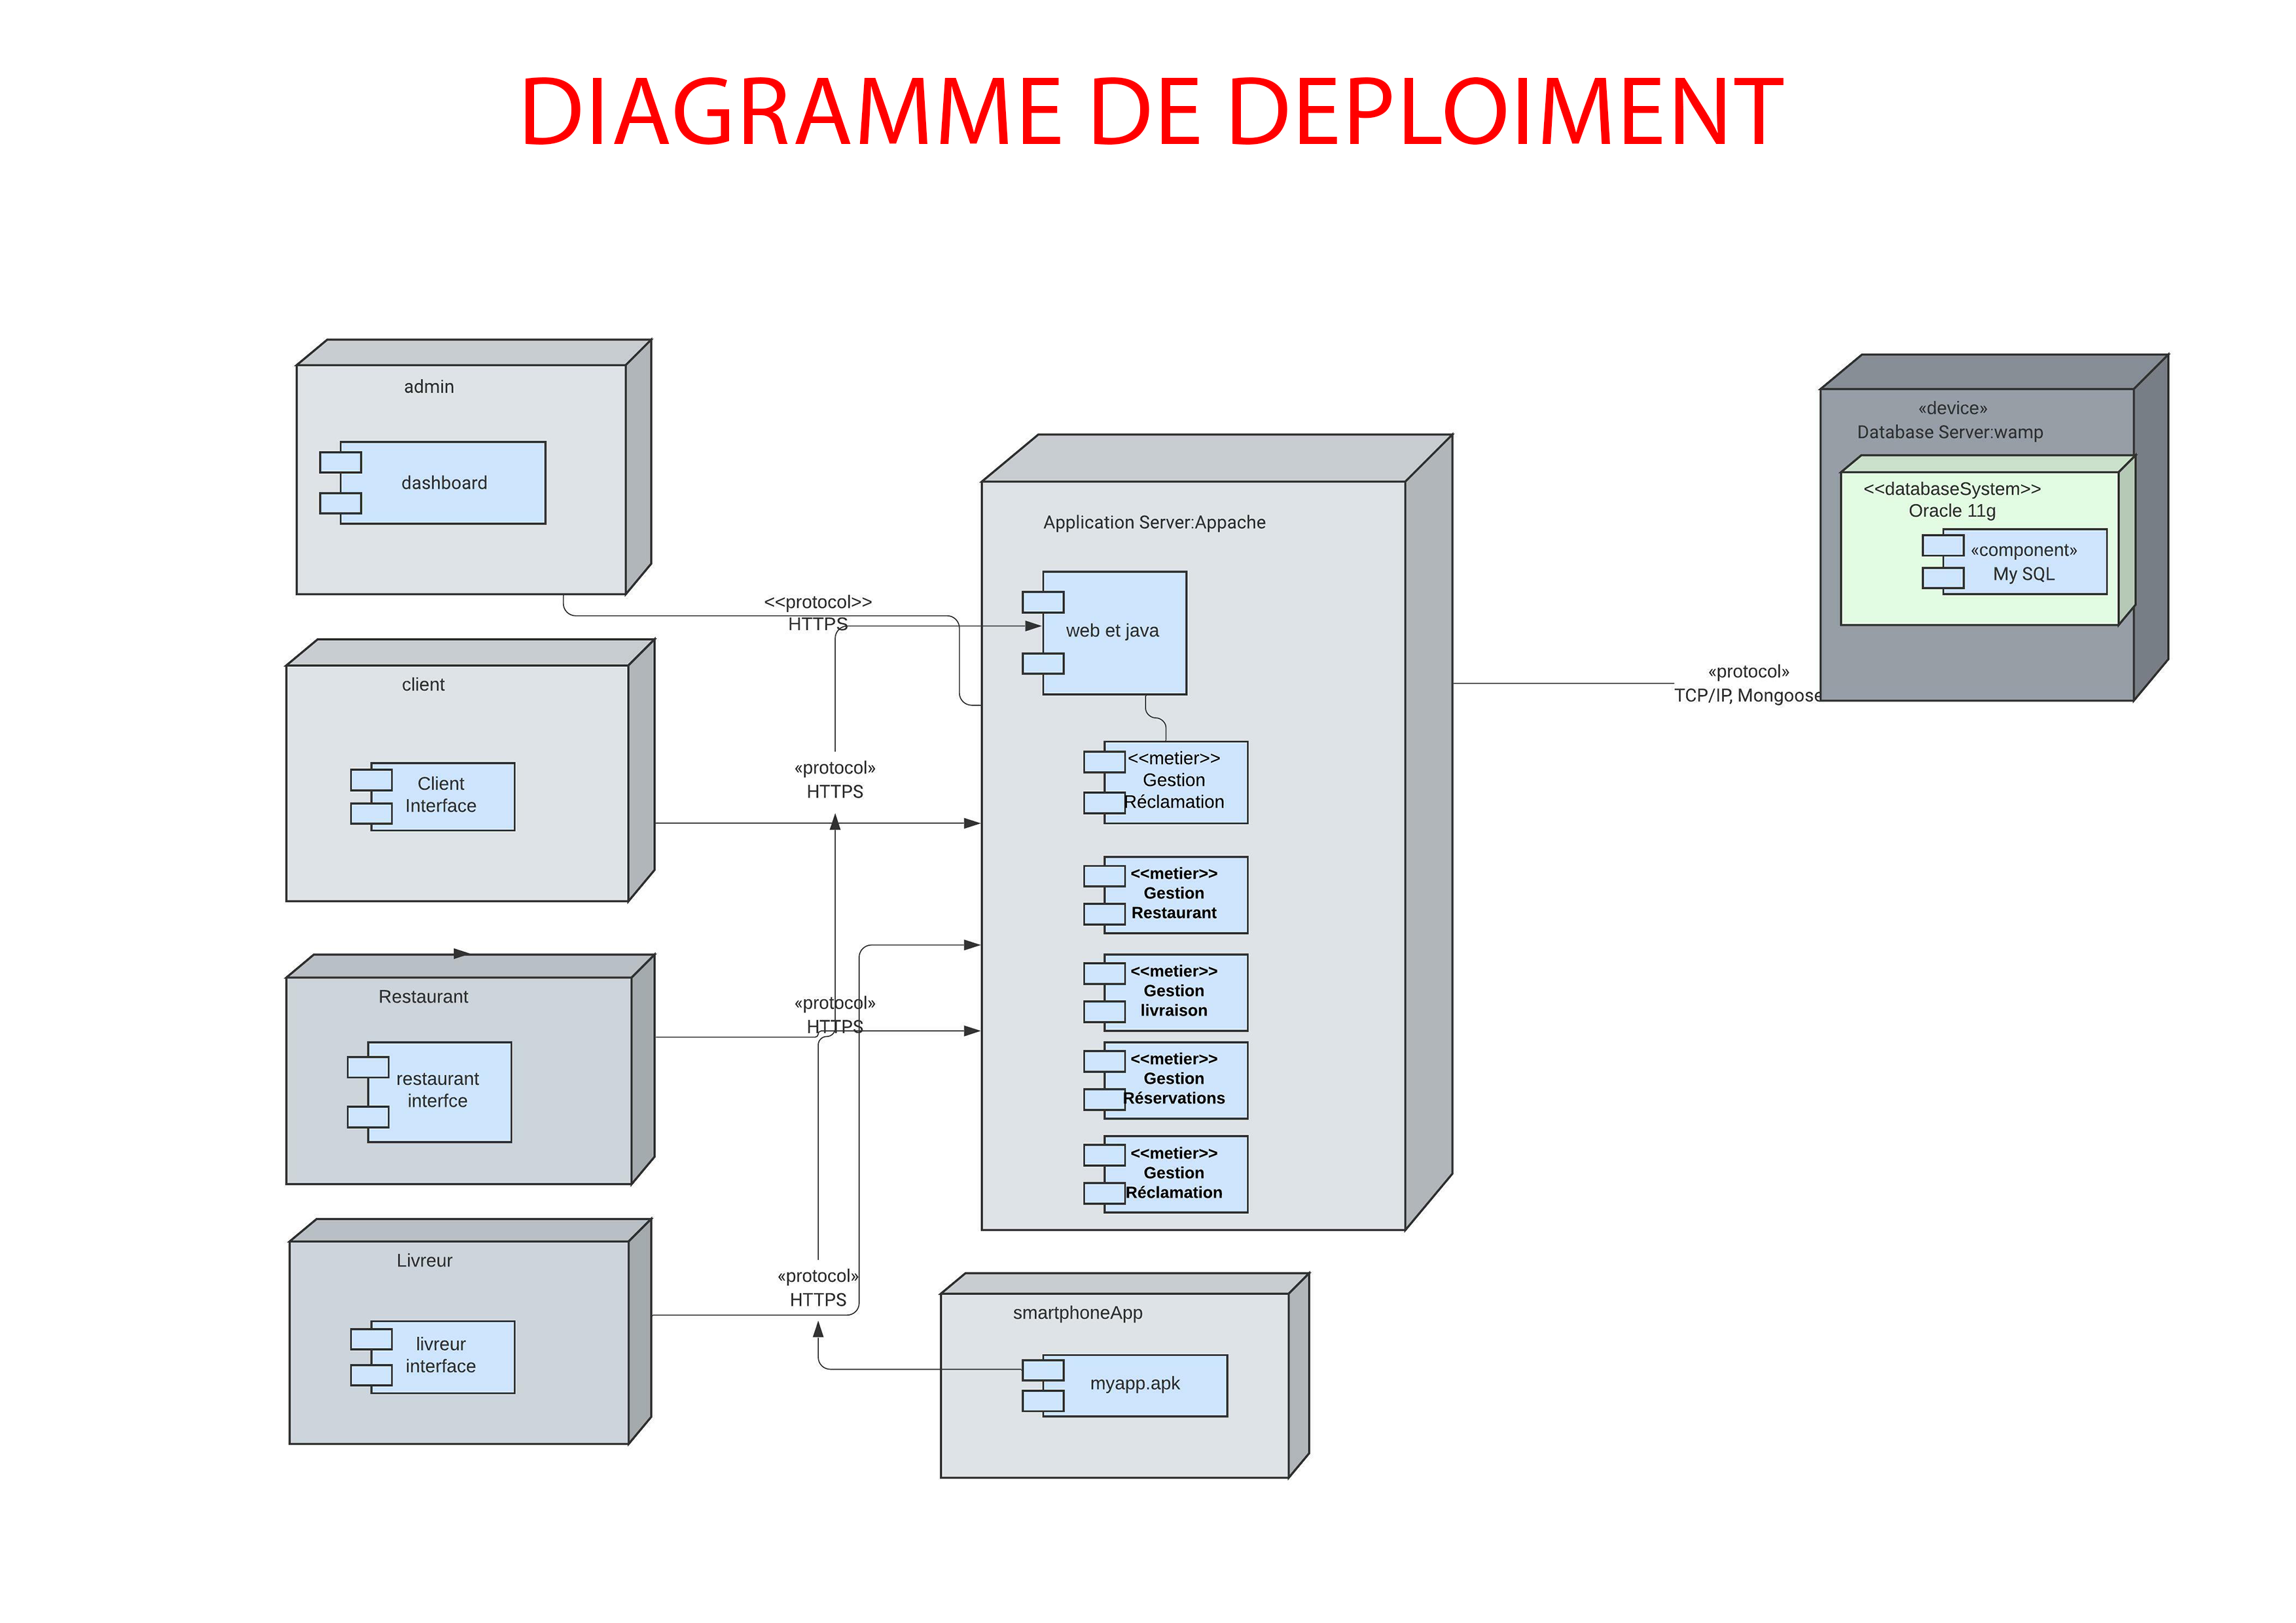 DIAGRAMME DE DEPLOIMENT
admin
dashboard
client
Client
Interface
Restaurant
restaurant
interfce
Livreur
livreur
interface
<<protocol>>
HTTPS
«protocol»
HTTPS
«protocol»
HTTPS
«protocol»
HTTPS
Application Server:Appache
web et java
<<metier>>
Gestion
Réclamation
<<metier>>
Gestion
Restaurant
<<metier>>
Gestion
livraison
<<metier>>
Gestion
Réservations
<<metier>>
Gestion
Réclamation
smartphoneApp
myapp.apk
«protocol»
TCP/IP, Mongoose
«device»
Database Server:wamp
<<databaseSystem>>
Oracle 11g
«component»
My SQL